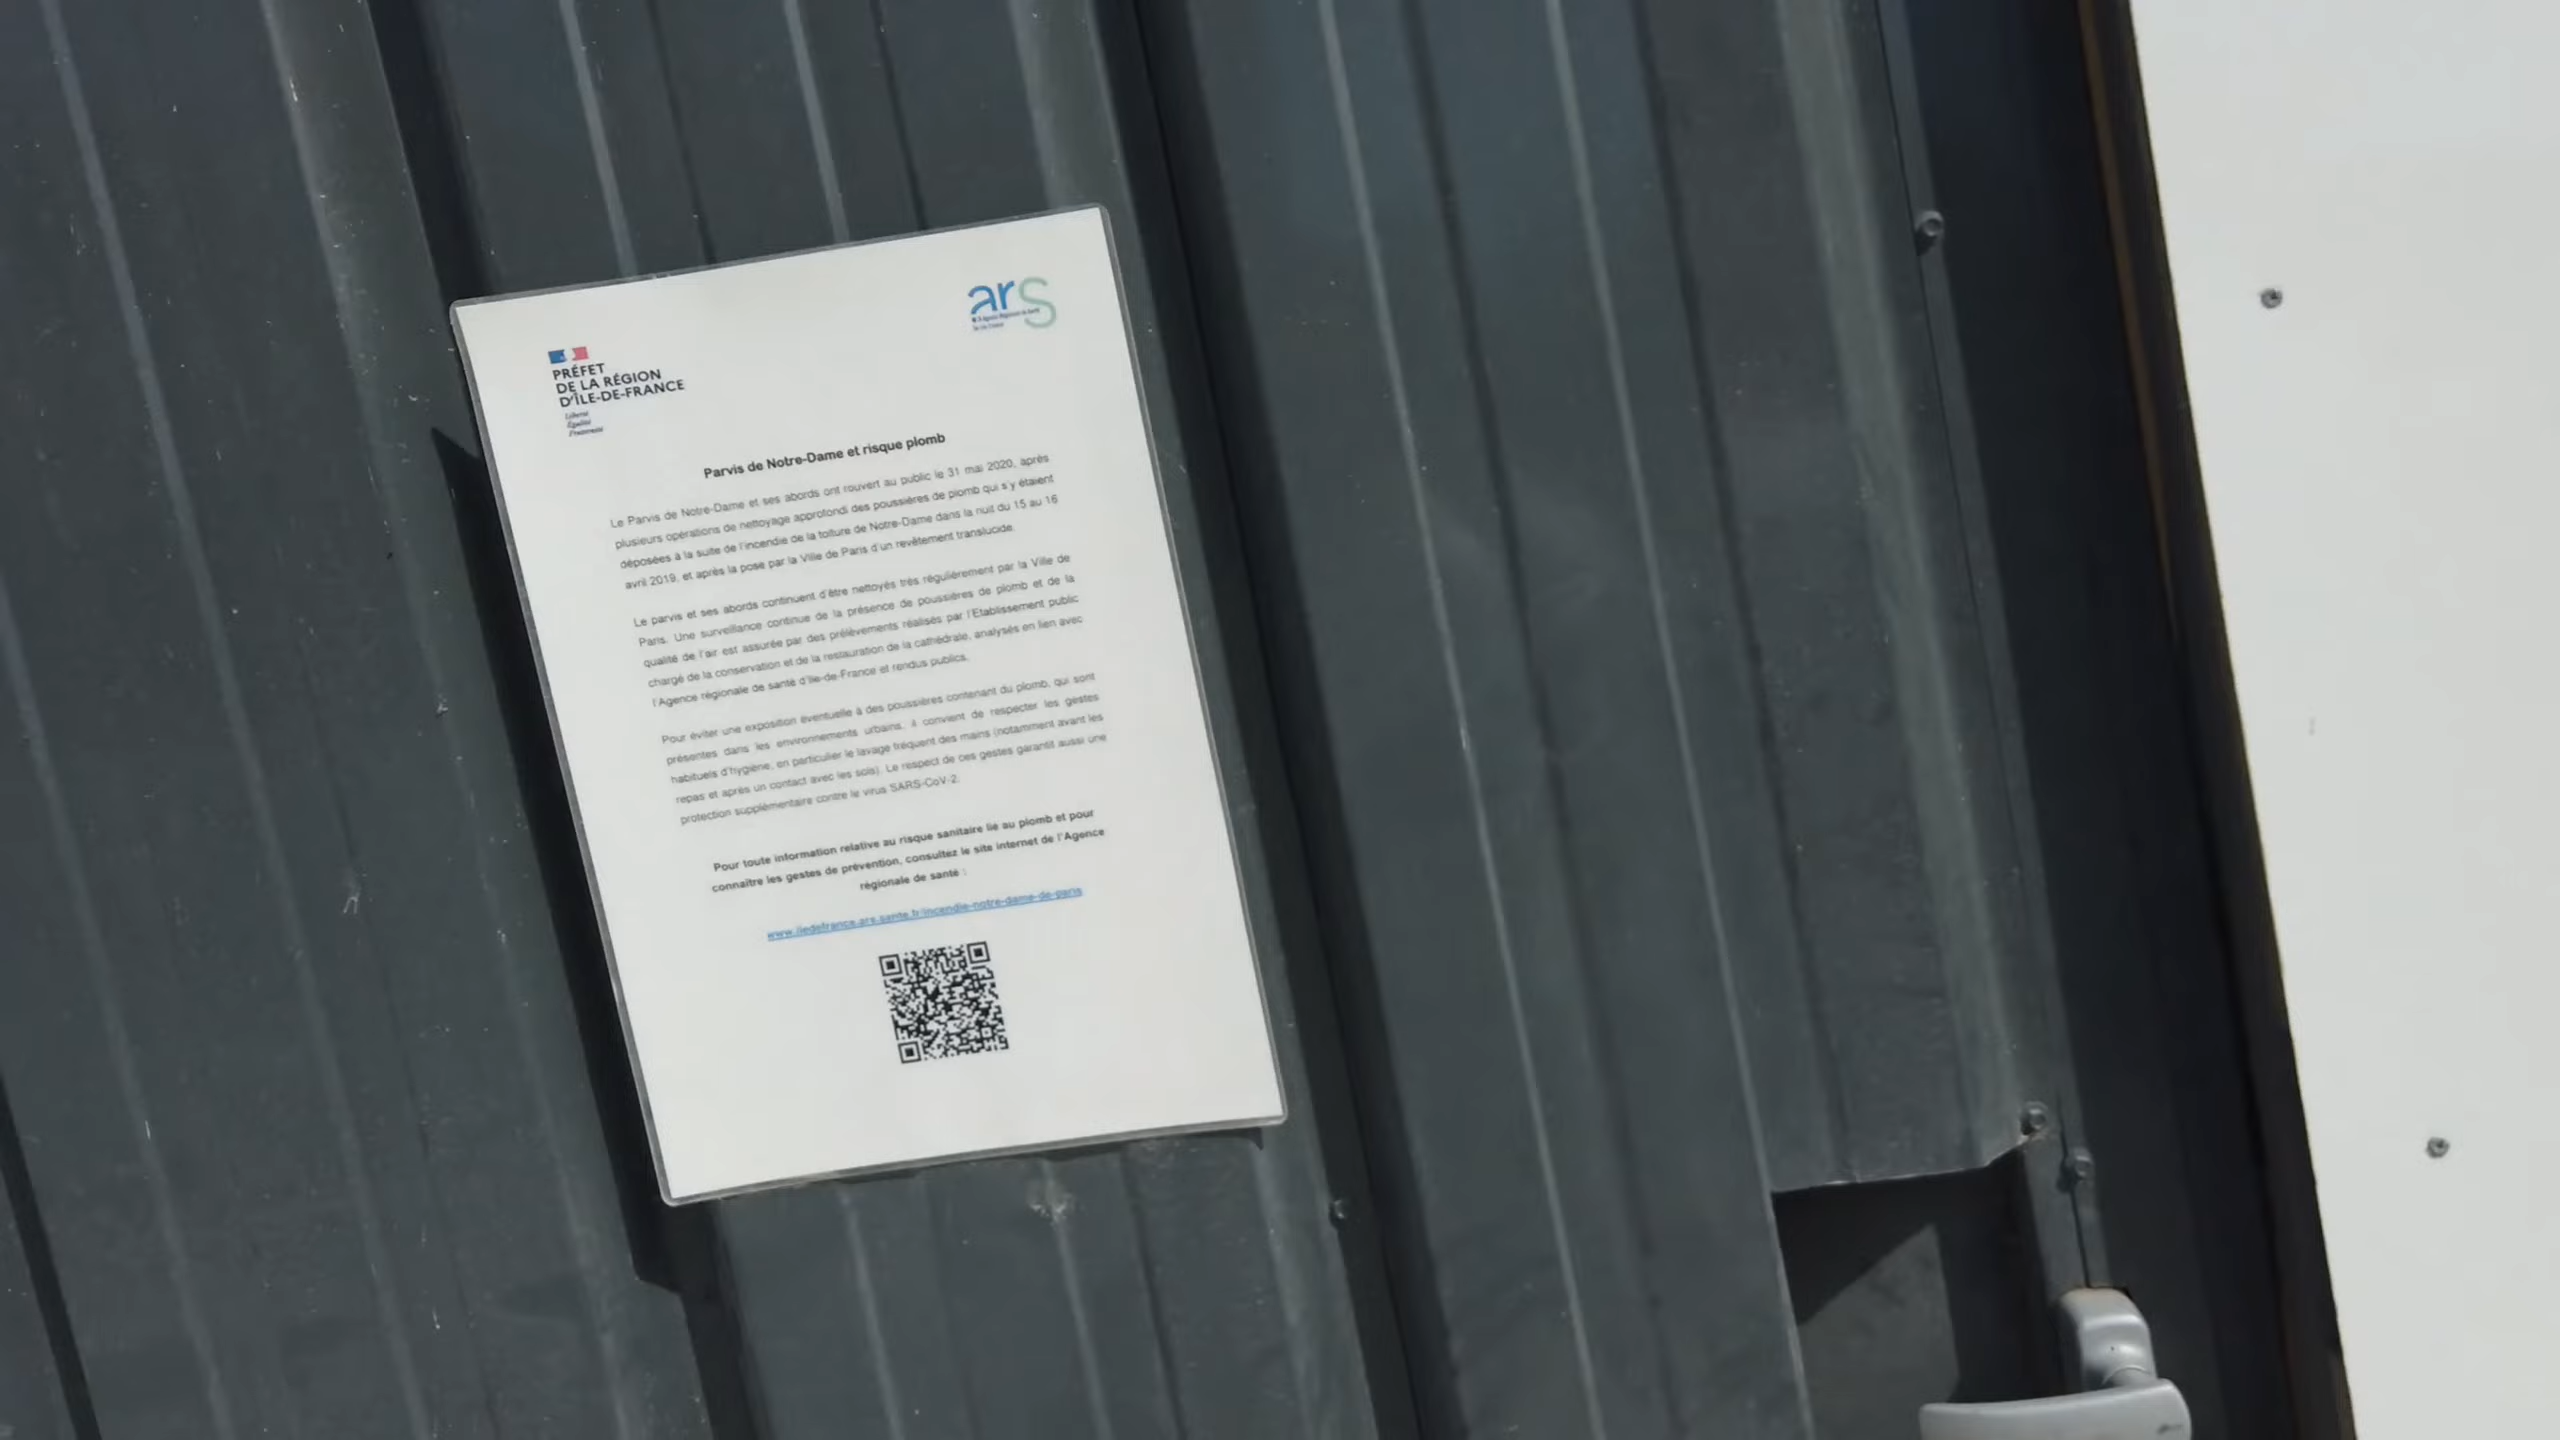 ars
Agence Régionale de Santé
Île-de-France
PRÉFET
DE LA RÉGION
D'ÎLE-DE-FRANCE
Liberté
Égalité
Fraternité
Parvis de Notre-Dame et risque plomb
Le Parvis de Notre-Dame et ses abords ont rouvert au public le 31 mai 2020, après
plusieurs opérations de nettoyage approfondi des poussières de plomb qui s'y étaient
déposées à la suite de l'incendie de la toiture de Notre-Dame dans la nuit du 15 au 16
avril 2019, et après la pose par la Ville de Paris d'un revêtement translucide.
Le parvis et ses abords continuent d'être nettoyés très régulièrement par la Ville de
Paris. Une surveillance continue de la présence de poussières de plomb et de la
qualité de l'air est assurée par des prélèvements réalisés par l'Etablissement public
chargé de la conservation et de la restauration de la cathédrale, analysés en lien avec
l'Agence régionale de santé d'Ile-de-France et rendus publics.
Pour éviter une exposition éventuelle à des poussières contenant du plomb, qui sont
présentes dans les environnements urbains, il convient de respecter les gestes
habituels d'hygiène, en particulier le lavage fréquent des mains (notamment avant les
repas et après un contact avec les sols). Le respect de ces gestes garantit aussi une
protection supplémentaire contre le virus SARS-CoV-2.
Pour toute information relative au risque sanitaire lié au plomb et pour
connaître les gestes de prévention, consultez le site internet de l'Agence
régionale de santé :
www.iledefrance.ars.sante.fr/incendie-notre-dame-de-paris